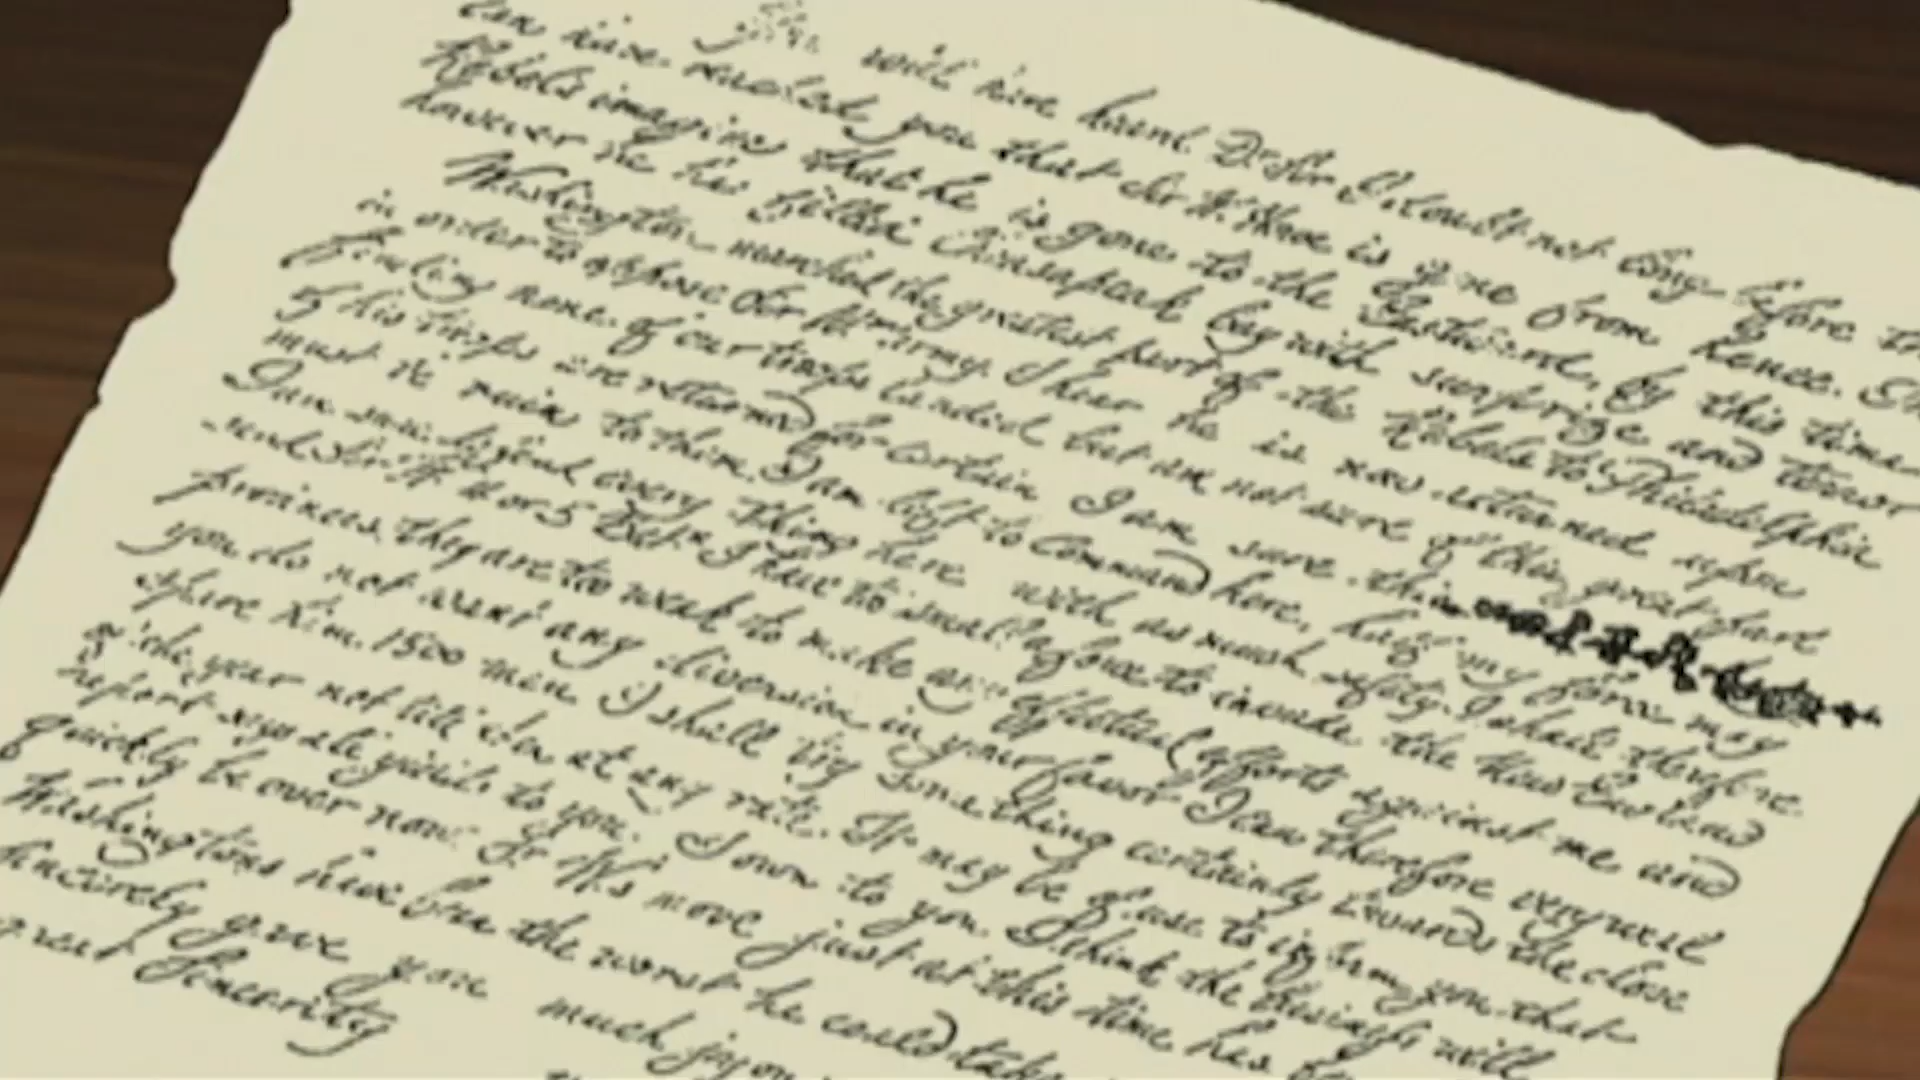 will have heard, Dr Sir I doubt not long before th
can have reached you that Sir W. Howe is gone from hence. Th
Rebels imagine that he is gone to the Eastward, by this time
however he has filled Chesapeak bay with surprize and terror
Washington marched the greatest part of the Rebels to Philadelphia
in order to oppose Sir Wm's army. I hear he is now returned upon
finding none of our troops landed but am not sure of this, great part
of his troops are returned for certain I am sure this
must be ruin to them. I am left to command here, half my force may
I am sure defend every thing here with as much safety. I shall therefore
send Sir W. 4 or 5 Batns I have to small a force to invade the New England
provinces, they are too weak to make any effectual efforts against me and
you do not want any diversion in your favor I can therefore very well
spare him 1500 men I shall try something certainly towards the close
of the year not till then at any rate. It may be of use to inform you that
report says all yields to you. I own to you I think the business will
quickly be over now. Sr W's move just at this time has b
Washingtons have been the worst he could take
sincerely give you much joy on
great Sincerity